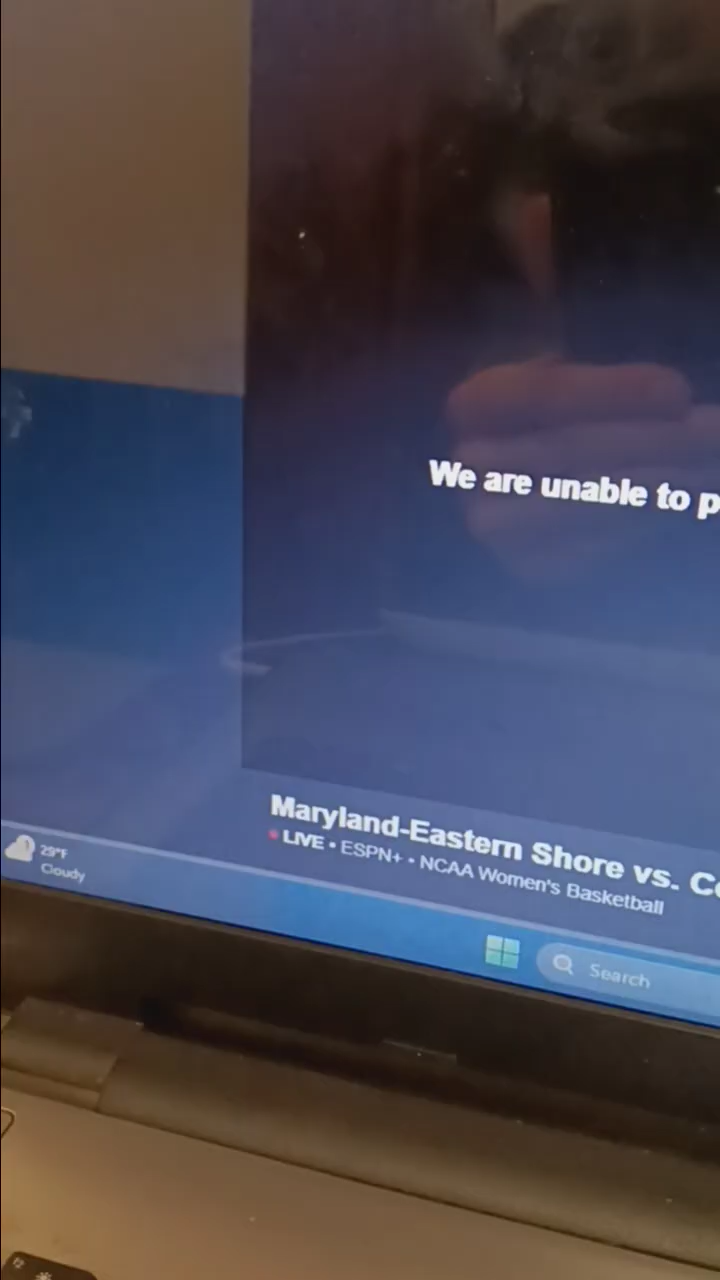 We are unable to p
Maryland-Eastern Shore vs. Co
LIVE • ESPN+ • NCAA Women's Basketball
29°F
Cloudy
Search